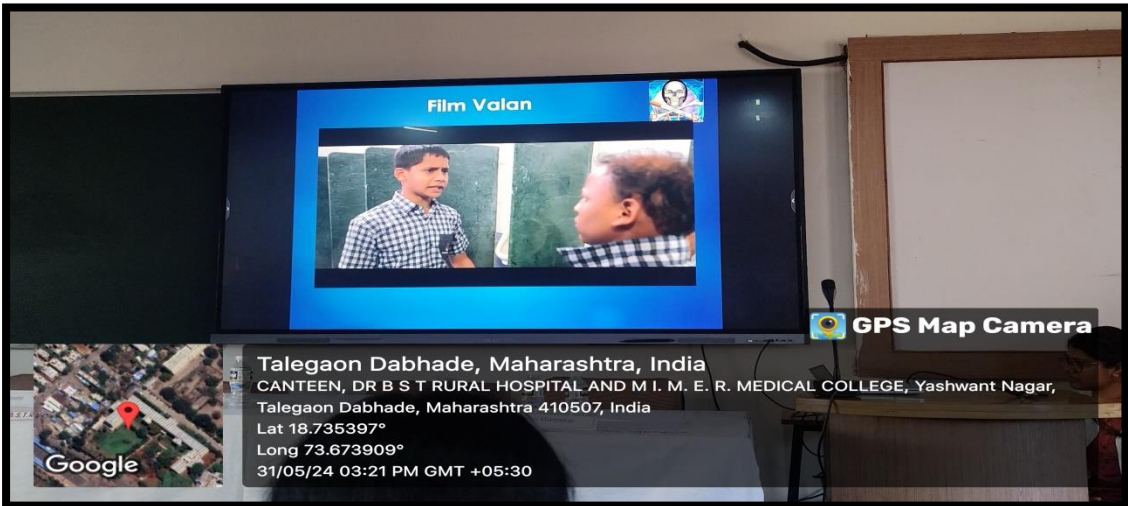 Film Valan
GPS Map Camera
Talegaon Dabhade, Maharashtra, India
CANTEEN, DR B S T RURAL HOSPITAL AND M I. M. E. R. MEDICAL COLLEGE, Yashwant Nagar,
Talegaon Dabhade, Maharashtra 410507, India
Lat 18.735397°
Long 73.673909°
31/05/24 03:21 PM GMT +05:30
Google